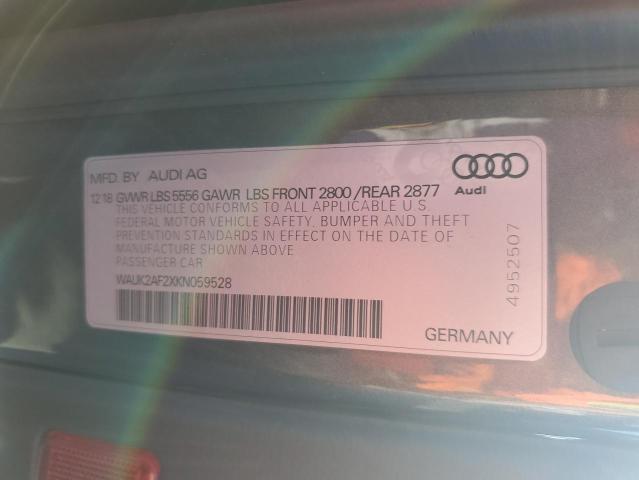 MFD. BY AUDI AG
12 18 GVWR LBS 5556 GAWR LBS FRONT 2800 / REAR 2877
THIS VEHICLE CONFORMS TO ALL APPLICABLE U.S.
FEDERAL MOTOR VEHICLE SAFETY, BUMPER AND THEFT
PREVENTION STANDARDS IN EFFECT ON THE DATE OF
MANUFACTURE SHOWN ABOVE
PASSENGER CAR
WAUK2AF2XKN059528
GERMANY
Audi
4952507